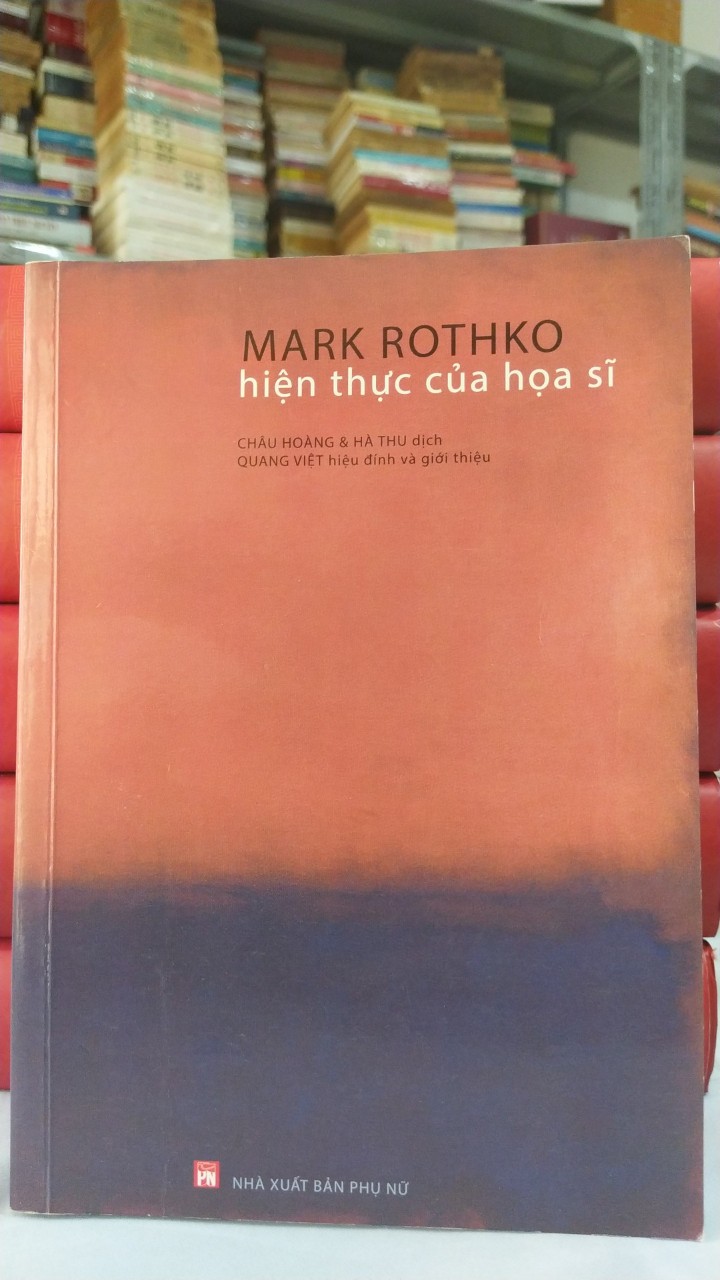 MARK ROTHKO
hiện thực của họa sĩ
CHÂU HOÀNG & HÀ THU dịch
QUANG VIỆT hiệu đính và giới thiệu
PN
NHÀ XUẤT BẢN PHỤ NỮ